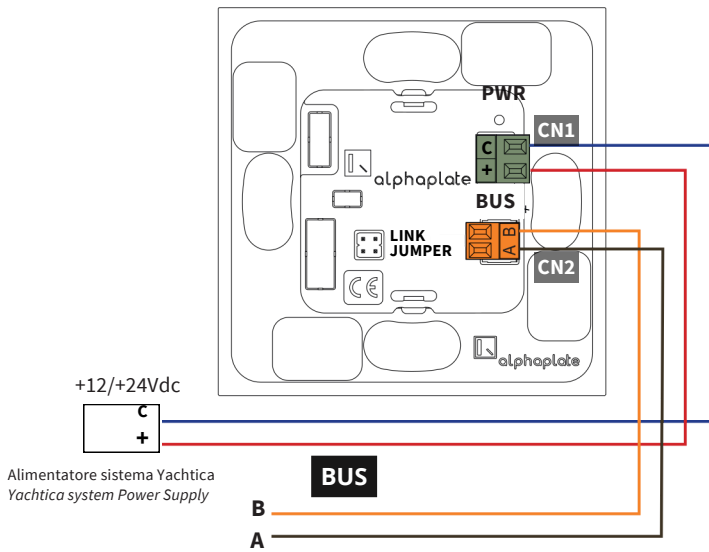 PWR
CN1
C
+
alphaplate
BUS
+
B
A
LINK
JUMPER
CN2
CE
alphaplate
+12/+24Vdc
C
+
Alimentatore sistema Yachtica
Yachtica system Power Supply
BUS
B
A